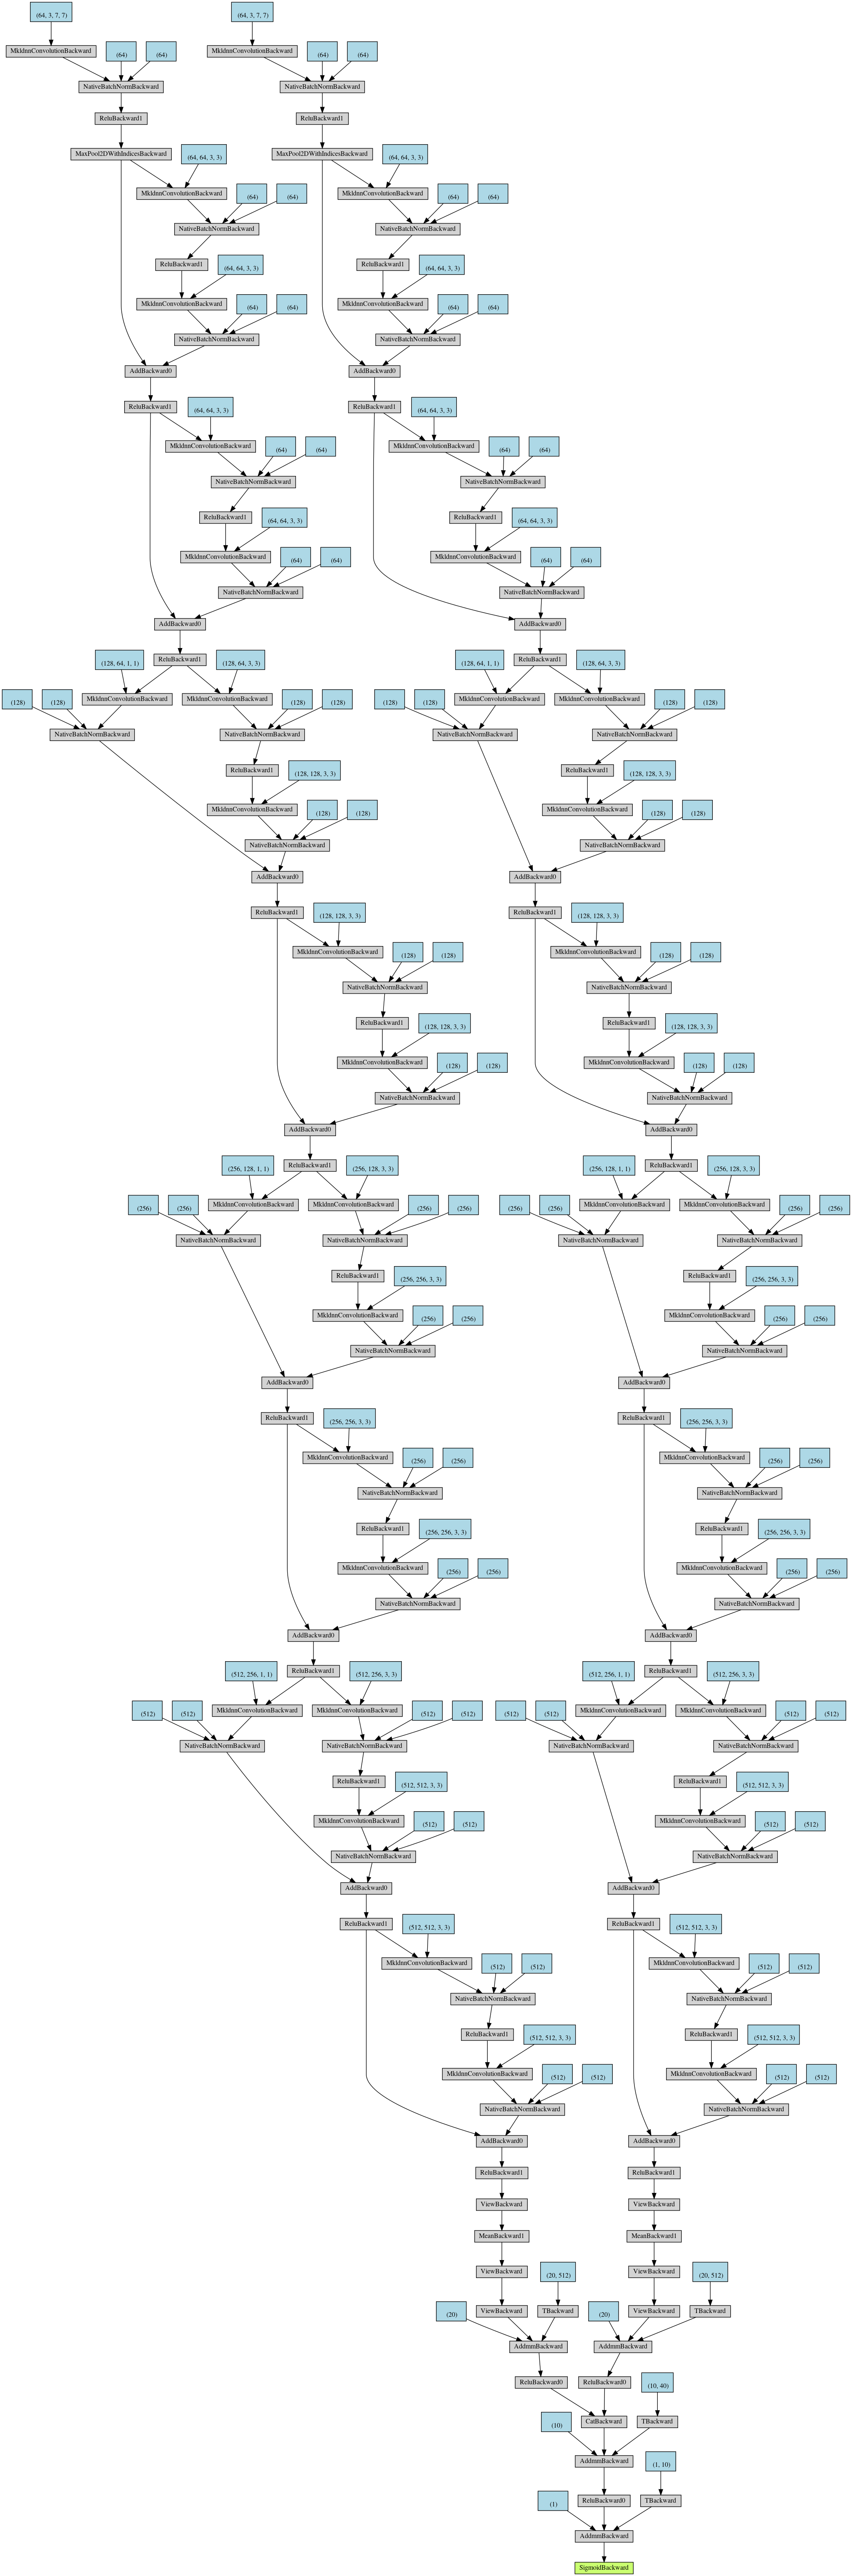 (64, 3, 7, 7) (64, 3, 7, 7)
MkldnnConvolutionBackward (64) (64) MkldnnConvolutionBackward (64) (64)
NativeBatchNormBackward NativeBatchNormBackward
ReluBackward1 ReluBackward1
MaxPool2DWithIndicesBackward (64, 64, 3, 3) MaxPool2DWithIndicesBackward (64, 64, 3, 3)
MkldnnConvolutionBackward (64) (64) MkldnnConvolutionBackward (64) (64)
NativeBatchNormBackward NativeBatchNormBackward
ReluBackward1 (64, 64, 3, 3) ReluBackward1 (64, 64, 3, 3)
MkldnnConvolutionBackward (64) (64) MkldnnConvolutionBackward (64) (64)
NativeBatchNormBackward NativeBatchNormBackward
AddBackward0 AddBackward0
ReluBackward1 (64, 64, 3, 3) ReluBackward1 (64, 64, 3, 3)
MkldnnConvolutionBackward (64) (64) MkldnnConvolutionBackward (64) (64)
NativeBatchNormBackward NativeBatchNormBackward
ReluBackward1 (64, 64, 3, 3) ReluBackward1 (64, 64, 3, 3)
MkldnnConvolutionBackward (64) (64) MkldnnConvolutionBackward (64) (64)
NativeBatchNormBackward NativeBatchNormBackward
AddBackward0 AddBackward0
(128, 64, 1, 1) ReluBackward1 (128, 64, 3, 3) (128, 64, 1, 1) ReluBackward1 (128, 64, 3, 3)
(128) (128) MkldnnConvolutionBackward MkldnnConvolutionBackward (128) (128) (128) (128) MkldnnConvolutionBackward MkldnnConvolutionBackward (128) (128)
NativeBatchNormBackward NativeBatchNormBackward NativeBatchNormBackward NativeBatchNormBackward
ReluBackward1 (128, 128, 3, 3) ReluBackward1 (128, 128, 3, 3)
MkldnnConvolutionBackward (128) (128) MkldnnConvolutionBackward (128) (128)
NativeBatchNormBackward NativeBatchNormBackward
AddBackward0 AddBackward0
ReluBackward1 (128, 128, 3, 3) ReluBackward1 (128, 128, 3, 3)
MkldnnConvolutionBackward (128) (128) MkldnnConvolutionBackward (128) (128)
NativeBatchNormBackward NativeBatchNormBackward
ReluBackward1 (128, 128, 3, 3) ReluBackward1 (128, 128, 3, 3)
MkldnnConvolutionBackward (128) (128) MkldnnConvolutionBackward (128) (128)
NativeBatchNormBackward NativeBatchNormBackward
AddBackward0 AddBackward0
(256, 128, 1, 1) ReluBackward1 (256, 128, 3, 3) (256, 128, 1, 1) ReluBackward1 (256, 128, 3, 3)
(256) (256) MkldnnConvolutionBackward MkldnnConvolutionBackward (256) (256) (256) (256) MkldnnConvolutionBackward MkldnnConvolutionBackward (256) (256)
NativeBatchNormBackward NativeBatchNormBackward NativeBatchNormBackward NativeBatchNormBackward
ReluBackward1 (256, 256, 3, 3) ReluBackward1 (256, 256, 3, 3)
MkldnnConvolutionBackward (256) (256) MkldnnConvolutionBackward (256) (256)
NativeBatchNormBackward NativeBatchNormBackward
AddBackward0 AddBackward0
ReluBackward1 (256, 256, 3, 3) ReluBackward1 (256, 256, 3, 3)
MkldnnConvolutionBackward (256) (256) MkldnnConvolutionBackward (256) (256)
NativeBatchNormBackward NativeBatchNormBackward
ReluBackward1 (256, 256, 3, 3) ReluBackward1 (256, 256, 3, 3)
MkldnnConvolutionBackward (256) (256) MkldnnConvolutionBackward (256) (256)
NativeBatchNormBackward NativeBatchNormBackward
AddBackward0 AddBackward0
(512, 256, 1, 1) ReluBackward1 (512, 256, 3, 3) (512, 256, 1, 1) ReluBackward1 (512, 256, 3, 3)
(512) (512) MkldnnConvolutionBackward MkldnnConvolutionBackward (512) (512) (512) (512) MkldnnConvolutionBackward MkldnnConvolutionBackward (512) (512)
NativeBatchNormBackward NativeBatchNormBackward NativeBatchNormBackward NativeBatchNormBackward
ReluBackward1 (512, 512, 3, 3) ReluBackward1 (512, 512, 3, 3)
MkldnnConvolutionBackward (512) (512) MkldnnConvolutionBackward (512) (512)
NativeBatchNormBackward NativeBatchNormBackward
AddBackward0 AddBackward0
ReluBackward1 (512, 512, 3, 3) ReluBackward1 (512, 512, 3, 3)
MkldnnConvolutionBackward (512) (512) MkldnnConvolutionBackward (512) (512)
NativeBatchNormBackward NativeBatchNormBackward
ReluBackward1 (512, 512, 3, 3) ReluBackward1 (512, 512, 3, 3)
MkldnnConvolutionBackward (512) (512) MkldnnConvolutionBackward (512) (512)
NativeBatchNormBackward NativeBatchNormBackward
AddBackward0 AddBackward0
ReluBackward1 ReluBackward1
ViewBackward ViewBackward
MeanBackward1 MeanBackward1
ViewBackward (20, 512) ViewBackward (20, 512)
(20) ViewBackward TBackward (20) ViewBackward TBackward
AddmmBackward AddmmBackward
ReluBackward0 ReluBackward0 (10, 40)
(10) CatBackward TBackward
AddmmBackward (1, 10)
(1) ReluBackward0 TBackward
AddmmBackward
SigmoidBackward